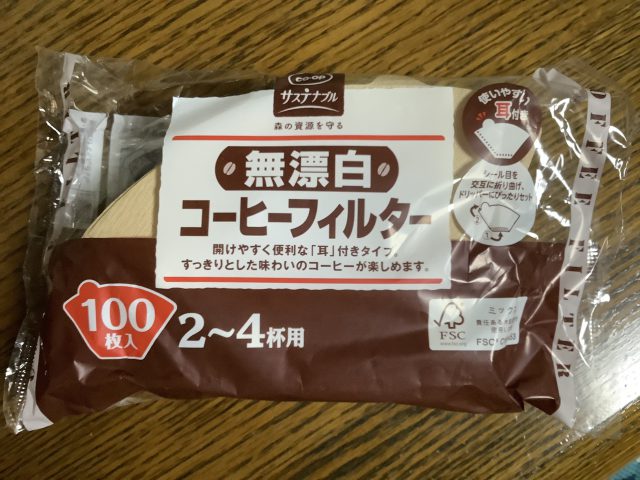 CO・OP
サステナブル
森の資源を守る
無漂白
コーヒーフィルター
開けやすく便利な「耳」付きタイプ。
すっきりとした味わいのコーヒーが楽しめます。
使いやすい
耳付き
シール目を
交互に折り曲げ、
ドリッパーにぴったりセット
100
枚入
2～4杯用
FSC
www.fsc.org
ミックス
FILTER